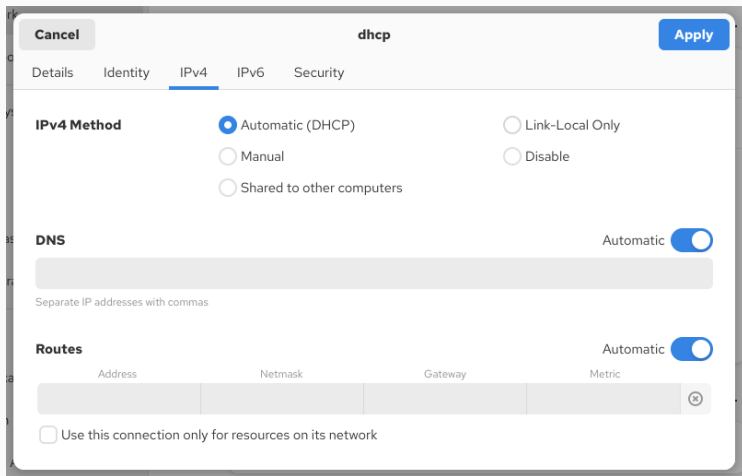 Cancel dhcp Apply
Details Identity IPv4 IPv6 Security
IPv4 Method Automatic (DHCP) Link-Local Only
Manual Disable
Shared to other computers
DNS Automatic
Separate IP addresses with commas
Routes Automatic
Address Netmask Gateway Metric
Use this connection only for resources on its network